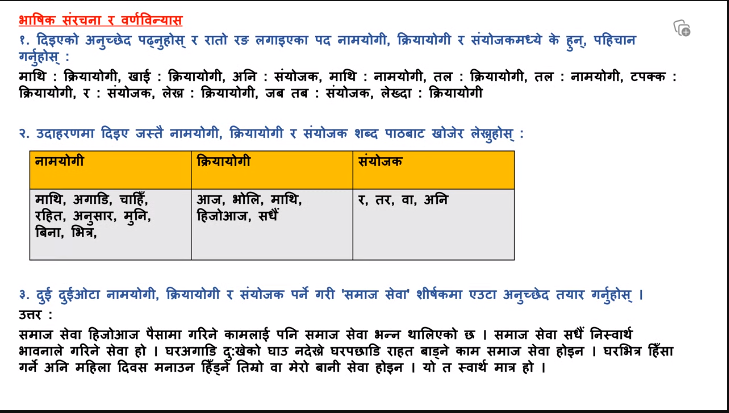 भाषिक संरचना र वर्णविन्यास
१. दिइएको अनुच्छेद पढ्नुहोस् र रातो रङ लगाइएका पद नामयोगी, क्रियायोगी र संयोजकमध्ये के हुन्, पहिचान
गर्नुहोस् :
माथि : क्रियायोगी, खाई : क्रियायोगी, अनि : संयोजक, माथि : नामयोगी, तल : क्रियायोगी, तल : नामयोगी, टपक्क :
क्रियायोगी, र : संयोजक, लेख्न : क्रियायोगी, जब तब : संयोजक, लेख्दा : क्रियायोगी
२. उदाहरणमा दिइए जस्तै नामयोगी, क्रियायोगी र संयोजक शब्द पाठबाट खोजेर लेख्नुहोस् :
नामयोगी क्रियायोगी संयोजक
माथि, अगाडि, चाहिँ, आज, भोलि, माथि, र, तर, वा, अनि
रहित, अनुसार, मुनि, हिजोआज, सधैं
बिना, भित्र,
३. दुई दुईओटा नामयोगी, क्रियायोगी र संयोजक पर्ने गरी 'समाज सेवा' शीर्षकमा एउटा अनुच्छेद तयार गर्नुहोस् ।
उत्तर :
समाज सेवा हिजोआज पैसामा गरिने कामलाई पनि समाज सेवा भन्न थालिएको छ । समाज सेवा सधैं निस्वार्थ
भावनाले गरिने सेवा हो । घरअगाडि दु:खेको घाउ नदेख्ने घरपछाडि राहत बाड्ने काम समाज सेवा होइन । घरभित्र हिँसा
गर्ने अनि महिला दिवस मनाउन हिँड्ने तिम्रो वा मेरो बानी सेवा होइन । यो त स्वार्थ मात्र हो ।